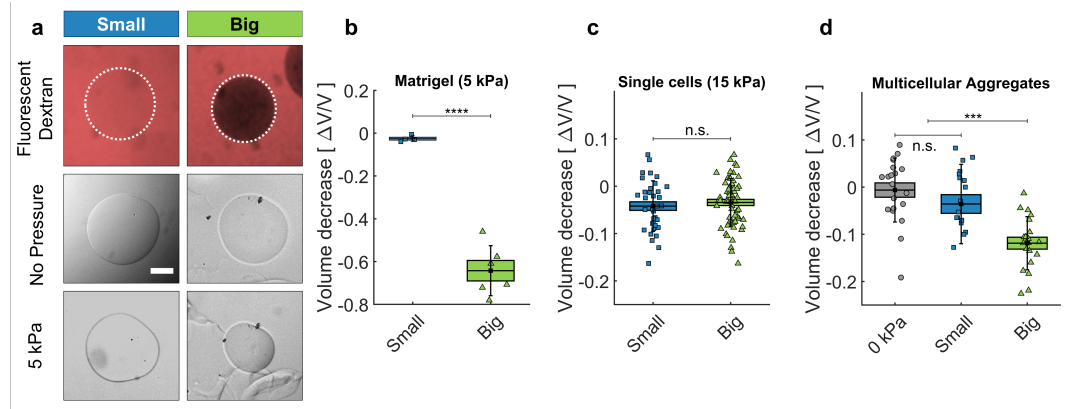 a
Small
Big
Fluorescent
Dextran
No Pressure
5 kPa
b
Matrigel (5 kPa)
Volume decrease [ ΔV/V ]
0.2
0
-0.2
-0.4
-0.6
-0.8
****
Small
Big
c
Single cells (15 kPa)
Volume decrease [ ΔV/V ]
0.1
0
-0.1
-0.2
n.s.
Small
Big
d
Multicellular Aggregates
Volume decrease [ ΔV/V ]
0.1
0
-0.1
-0.2
***
n.s.
0 kPa
Small
Big